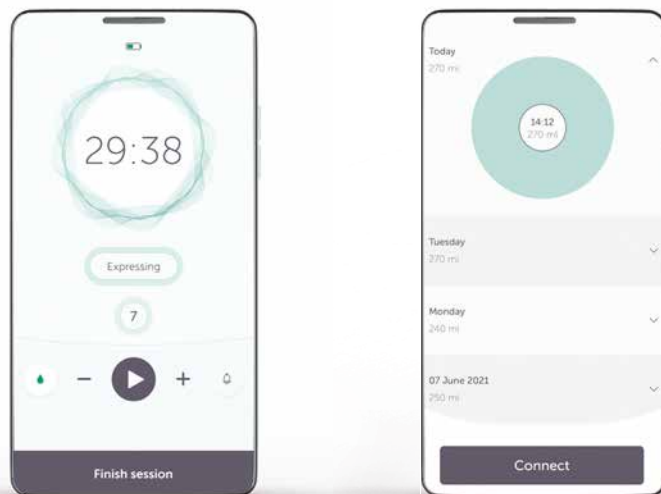 29:38
Expressing
7
Finish session
Today
270 ml
14:12
270 ml
Tuesday
270 ml
Monday
240 ml
07 June 2021
250 ml
Connect